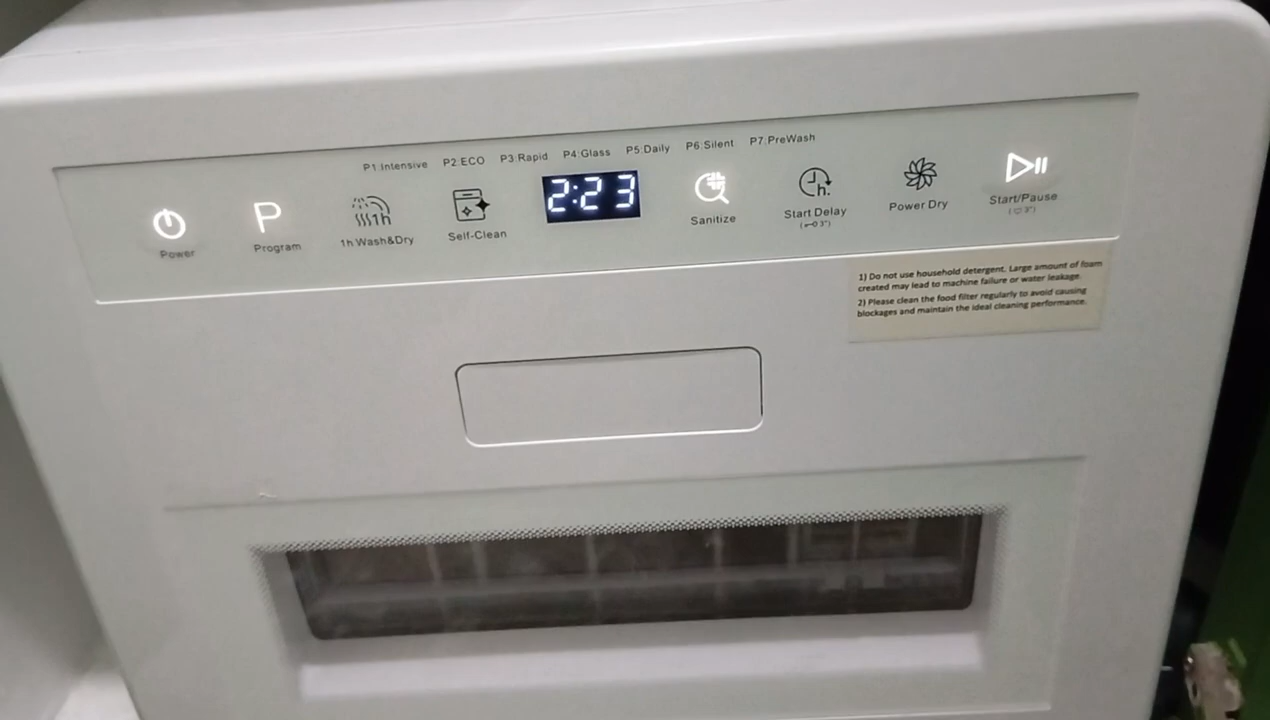 P1:Intensive P2:ECO P3:Rapid P4:Glass P5:Daily P6:Silent P7:PreWash
P 1h 2:23 h.
Power Program 1h Wash&Dry Self-Clean Sanitize Start Delay Power Dry Start/Pause
3") 3")
1) Do not use household detergent. Large amount of foam
created may lead to machine failure or water leakage.
2) Please clean the food filter regularly to avoid causing
blockages and maintain the ideal cleaning performance.